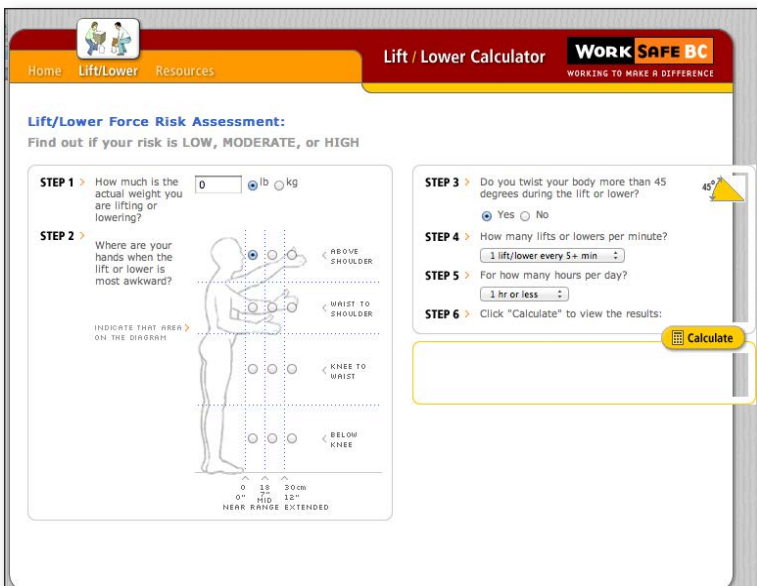 Lift / Lower Calculator
WORK SAFE BC
WORKING TO MAKE A DIFFERENCE
Home Lift/Lower Resources
Lift/Lower Force Risk Assessment:
Find out if your risk is LOW, MODERATE, or HIGH
STEP 1 > How much is the
actual weight you
are lifting or
lowering?
0 lb kg
STEP 2 >
Where are your
hands when the
lift or lower is
most awkward?
INDICATE THAT AREA >
ON THE DIAGRAM
< ABOVE
SHOULDER
< WAIST TO
SHOULDER
< KNEE TO
WAIST
< BELOW
KNEE
0 18 30cm
0" 7" 12"
MID
NEAR RANGE EXTENDED
STEP 3 > Do you twist your body more than 45
degrees during the lift or lower?
45°
Yes No
STEP 4 > How many lifts or lowers per minute?
1 lift/lower every 5+ min
STEP 5 > For how many hours per day?
1 hr or less
STEP 6 > Click "Calculate" to view the results:
Calculate